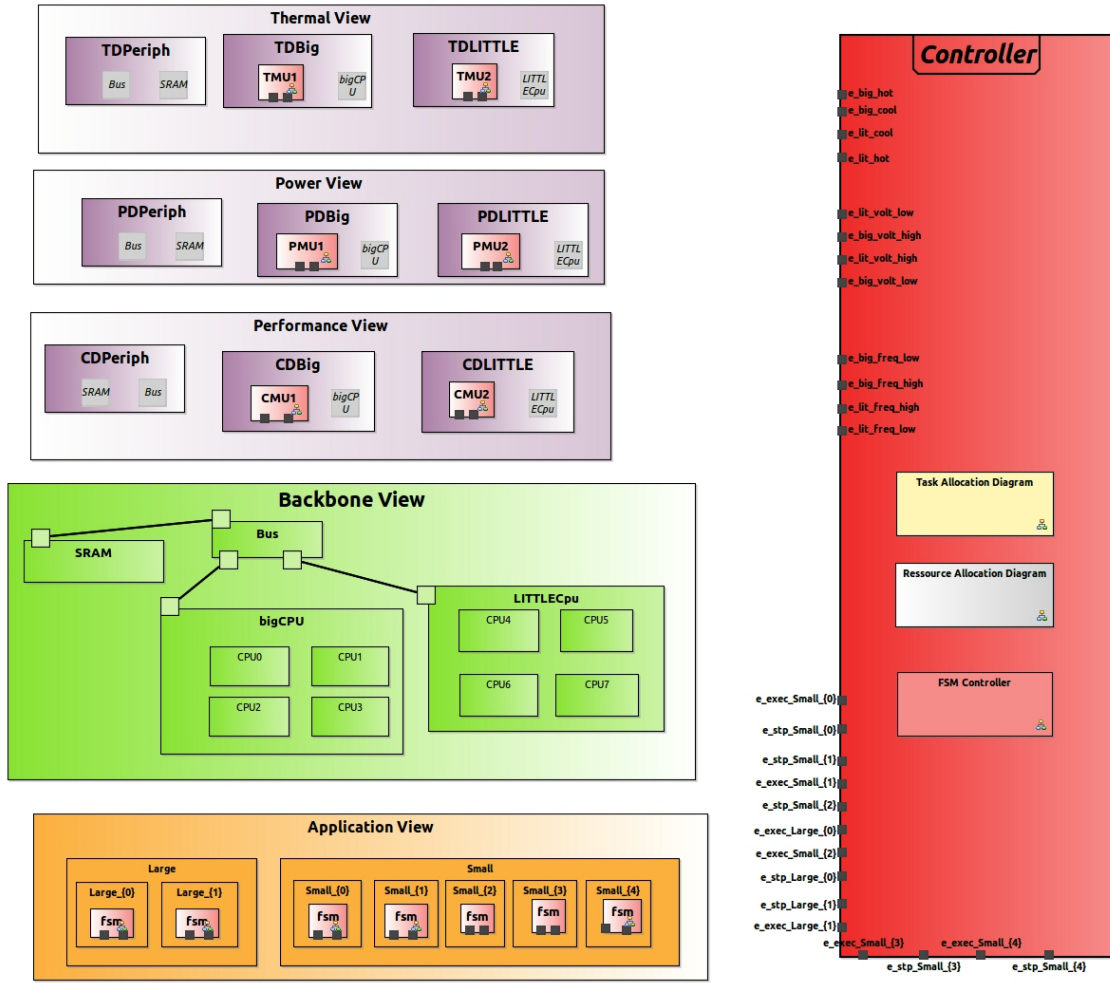 Thermal View
TDPeriph
Bus
SRAM
TDBig
TMU1
bigCP
U
TDLITTLE
TMU2
LITTL
ECpu
Power View
PDPeriph
Bus
SRAM
PDBig
PMU1
bigCP
U
PDLITTLE
PMU2
LITTL
ECpu
Performance View
CDPeriph
SRAM
Bus
CDBig
CMU1
bigCP
U
CDLITTLE
CMU2
LITTL
ECpu
Backbone View
SRAM
Bus
bigCPU
CPU0
CPU1
CPU2
CPU3
LITTLECpu
CPU4
CPU5
CPU6
CPU7
Application View
Large
Large_{0}
fsm
Large_{1}
fsm
Small
Small_{0}
fsm
Small_{1}
fsm
Small_{2}
fsm
Small_{3}
fsm
Small_{4}
fsm
Controller
e_big_hot
e_big_cool
e_lit_cool
e_lit_hot
e_lit_volt_low
e_big_volt_high
e_lit_volt_high
e_big_volt_low
e_big_freq_low
e_big_freq_high
e_lit_freq_high
e_lit_freq_low
Task Allocation Diagram
Ressource Allocation Diagram
FSM Controller
e_exec_Small_{0}
e_stp_Small_{0}
e_stp_Small_{1}
e_exec_Small_{1}
e_stp_Small_{2}
e_exec_Large_{0}
e_exec_Small_{2}
e_stp_Large_{0}
e_stp_Large_{1}
e_exec_Large_{1}
e_exec_Small_{3}
e_exec_Small_{4}
e_stp_Small_{3}
e_stp_Small_{4}